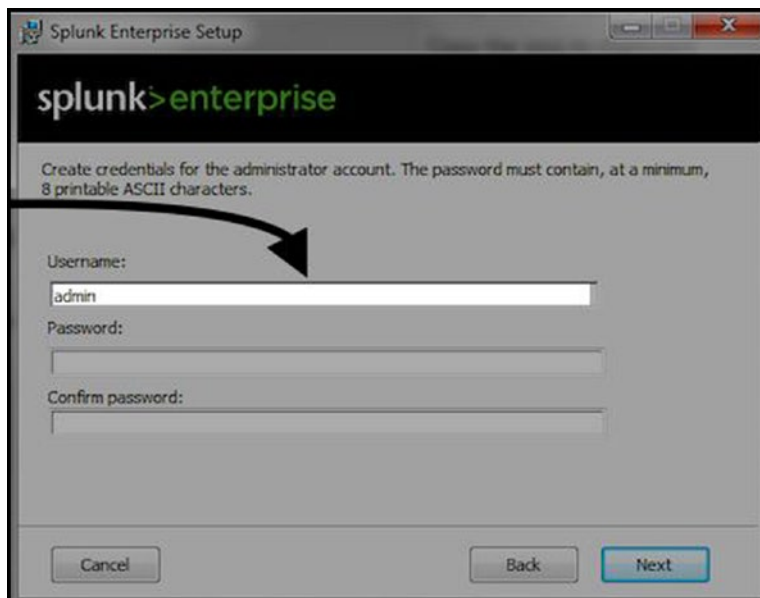 Splunk Enterprise Setup
splunk>enterprise
Create credentials for the administrator account. The password must contain, at a minimum,
8 printable ASCII characters.
Username:
admin
Password:
Confirm password:
Cancel
Back
Next